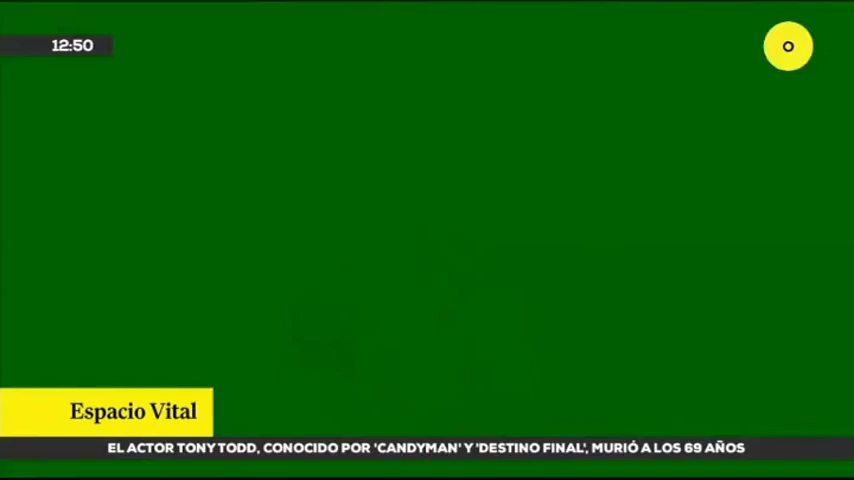 12:50
Espacio Vital
EL ACTOR TONY TODD, CONOCIDO POR 'CANDYMAN' Y 'DESTINO FINAL', MURIÓ A LOS 69 AÑOS